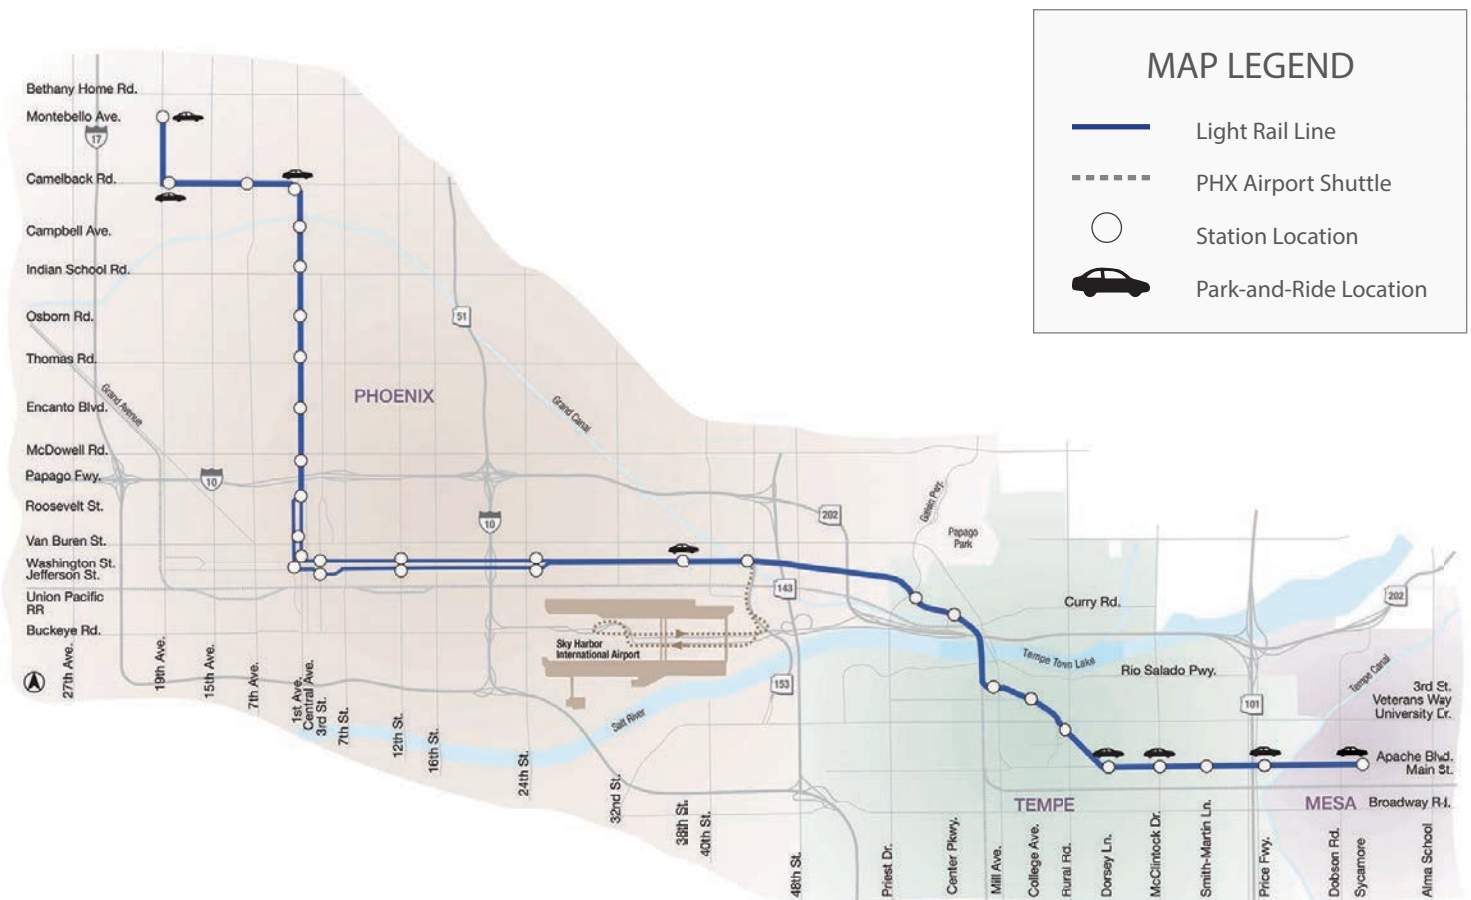 MAP LEGEND
Light Rail Line
PHX Airport Shuttle
Station Location
Park-and-Ride Location
Bethany Home Rd.
Montebello Ave.
17
Camelback Rd.
Campbell Ave.
Indian School Rd.
Osborn Rd.
51
Thomas Rd.
Grand Avenue
PHOENIX
Grand Canal
Encanto Blvd.
McDowell Rd.
Papago Fwy.
10
Roosevelt St.
10
202
Galvin Pwy.
Papago
Park
Van Buren St.
Washington St.
Jefferson St.
143
Union Pacific
RR
202
Curry Rd.
Buckeye Rd.
Sky Harbor
International Airport
Tempe Town Lake
Rio Salado Pwy.
Tempe Canal
153
101
3rd St.
Veterans Way
University Dr.
Salt River
Apache Blvd.
Main St.
TEMPE
MESA
Broadway Rd.
27th Ave.
19th Ave.
15th Ave.
7th Ave.
1st Ave.
Central Ave.
3rd St.
7th St.
12th St.
16th St.
24th St.
32nd St.
38th St.
40th St.
48th St.
Priest Dr.
Center Pkwy.
Mill Ave.
College Ave.
Rural Rd.
Dorsey Ln.
McClintock Dr.
Smith-Martin Ln.
Price Fwy.
Dobson Rd.
Sycamore
Alma School